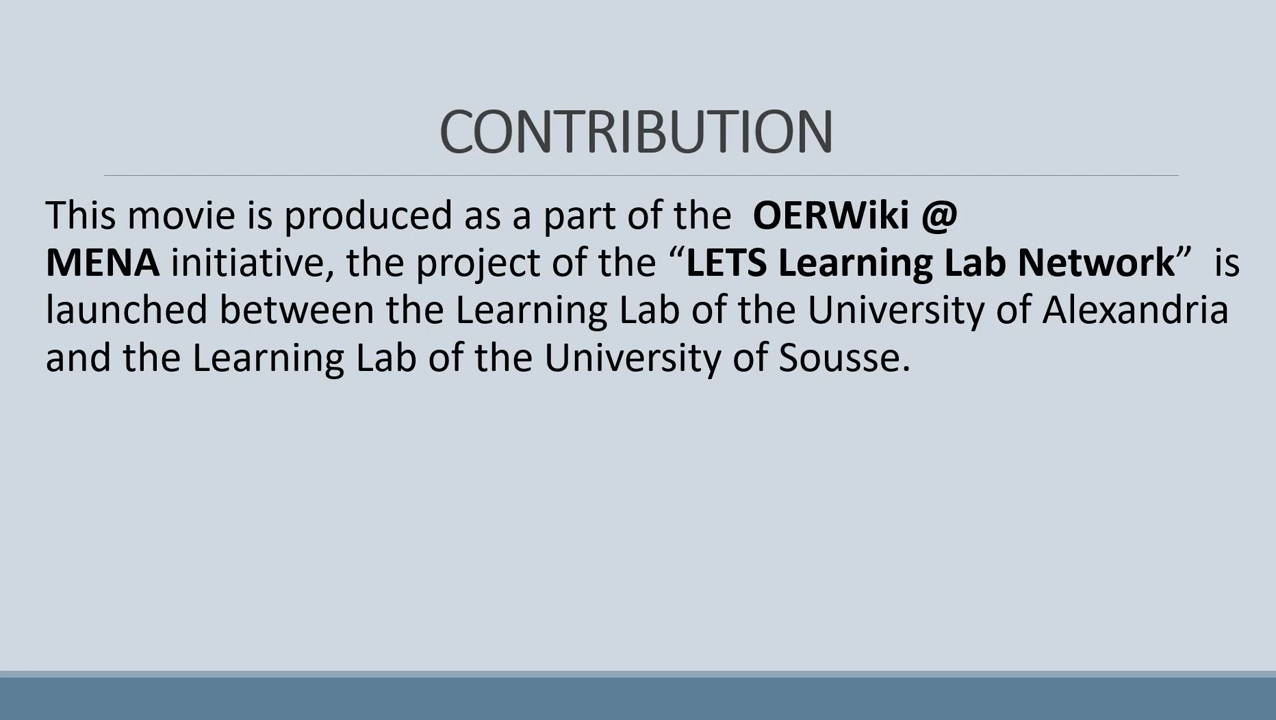 CONTRIBUTION
This movie is produced as a part of the  OERWiki @
MENA initiative, the project of the “LETS Learning Lab Network”  is
launched between the Learning Lab of the University of Alexandria
and the Learning Lab of the University of Sousse.